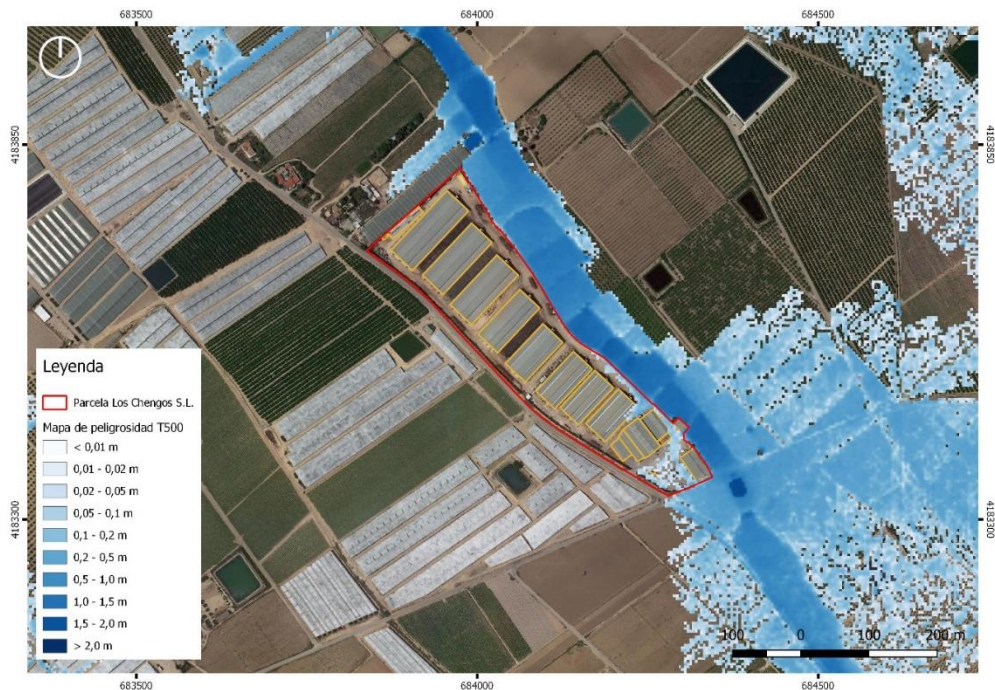 683500 684000 684500
4183850 4183850
4183300 4183300
Leyenda
Parcela Los Chengos S.L.
Mapa de peligrosidad T500
< 0,01 m
0,01 - 0,02 m
0,02 - 0,05 m
0,05 - 0,1 m
0,1 - 0,2 m
0,2 - 0,5 m
0,5 - 1,0 m
1,0 - 1,5 m
1,5 - 2,0 m
> 2,0 m
100 0 100 200 m
683500 684000 684500